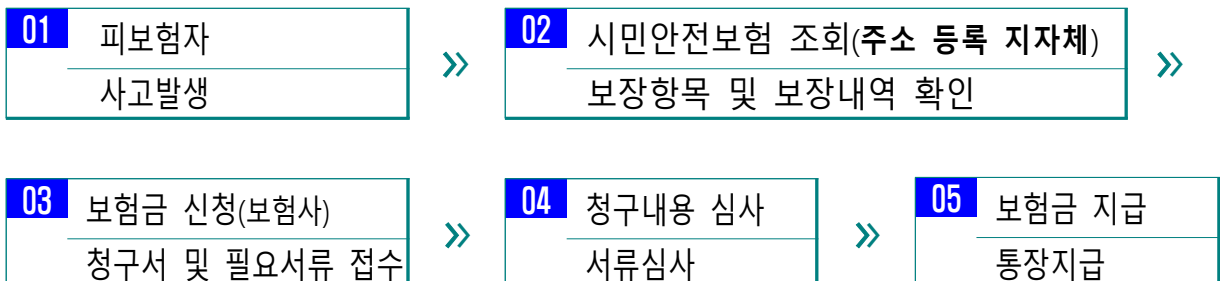 01 피보험자
사고발생
02 시민안전보험 조회(주소 등록 지자체)
보장항목 및 보장내역 확인
03 보험금 신청(보험사)
청구서 및 필요서류 접수
04 청구내용 심사
서류심사
05 보험금 지급
통장지급